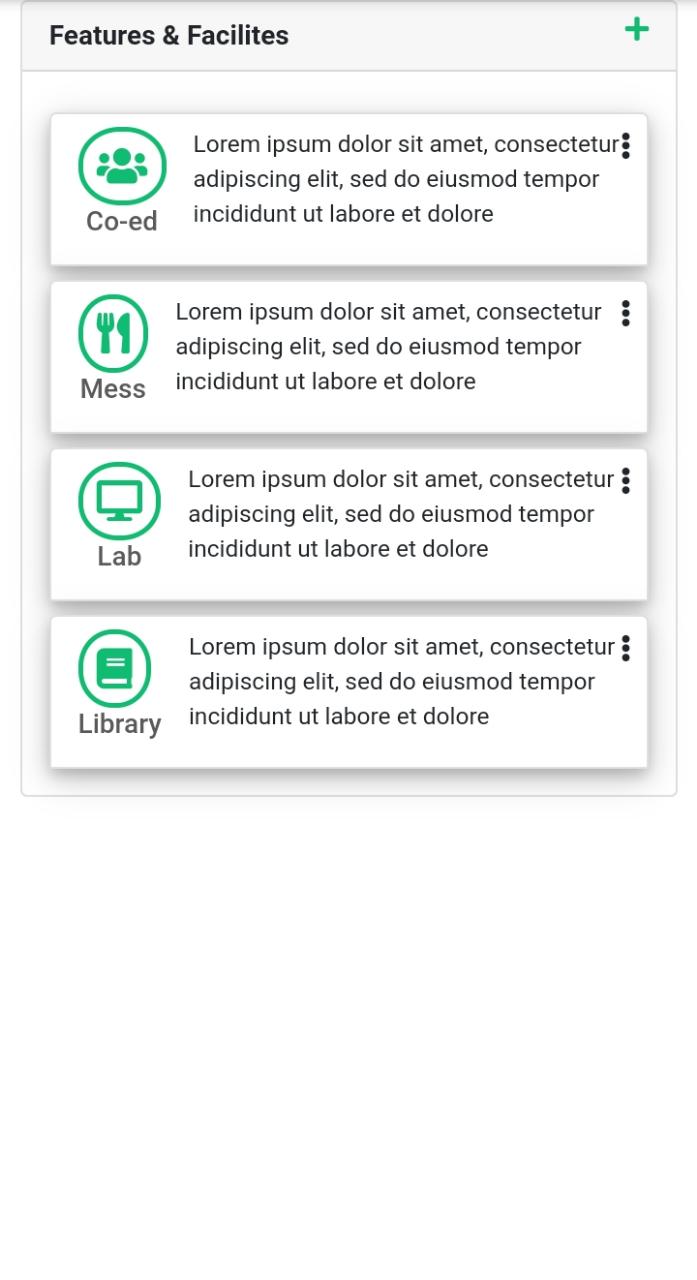 Features & Facilites
Lorem ipsum dolor sit amet, consectetur
adipiscing elit, sed do eiusmod tempor
incididunt ut labore et dolore
Co-ed
Lorem ipsum dolor sit amet, consectetur
adipiscing elit, sed do eiusmod tempor
incididunt ut labore et dolore
Mess
Lorem ipsum dolor sit amet, consectetur
adipiscing elit, sed do eiusmod tempor
incididunt ut labore et dolore
Lab
Lorem ipsum dolor sit amet, consectetur
adipiscing elit, sed do eiusmod tempor
incididunt ut labore et dolore
Library